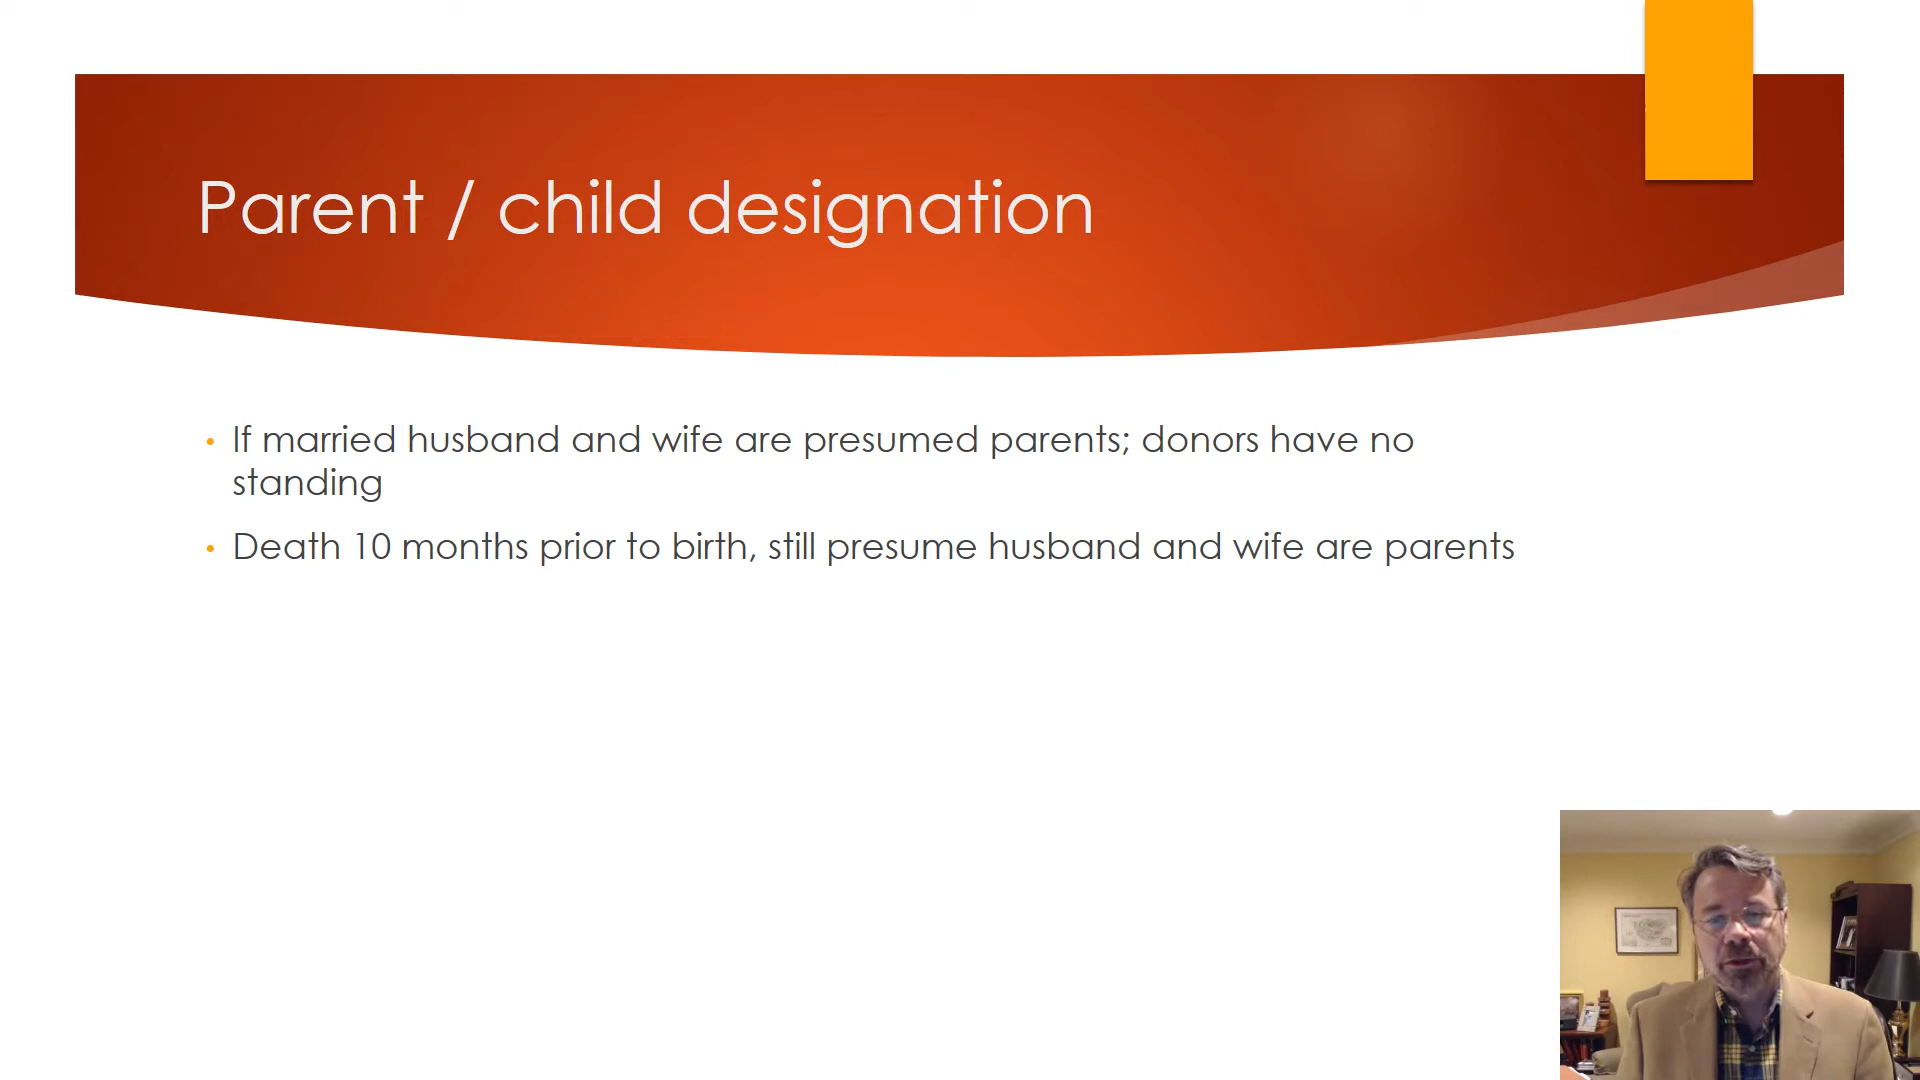 Parent / child designation
• If married husband and wife are presumed parents; donors have no
standing
• Death 10 months prior to birth, still presume husband and wife are parents